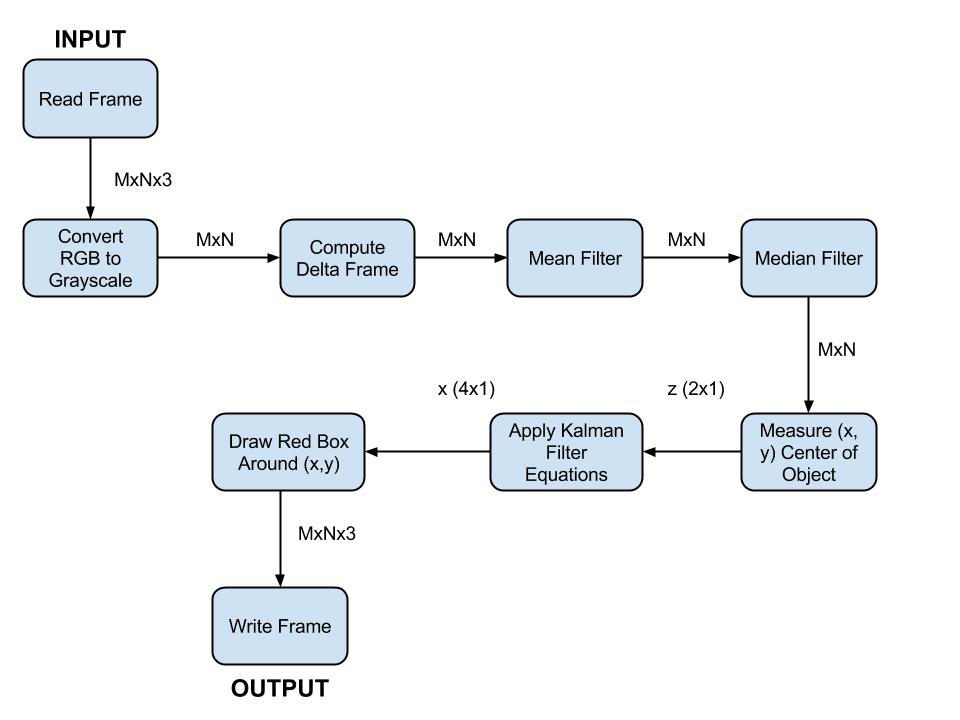 INPUT
Read Frame
MxNx3
Convert
RGB to
Grayscale
MxN
Compute
Delta Frame
MxN
Mean Filter
MxN
Median Filter
MxN
Measure (x,
y) Center of
Object
z (2x1)
Apply Kalman
Filter
Equations
x (4x1)
Draw Red Box
Around (x,y)
MxNx3
Write Frame
OUTPUT